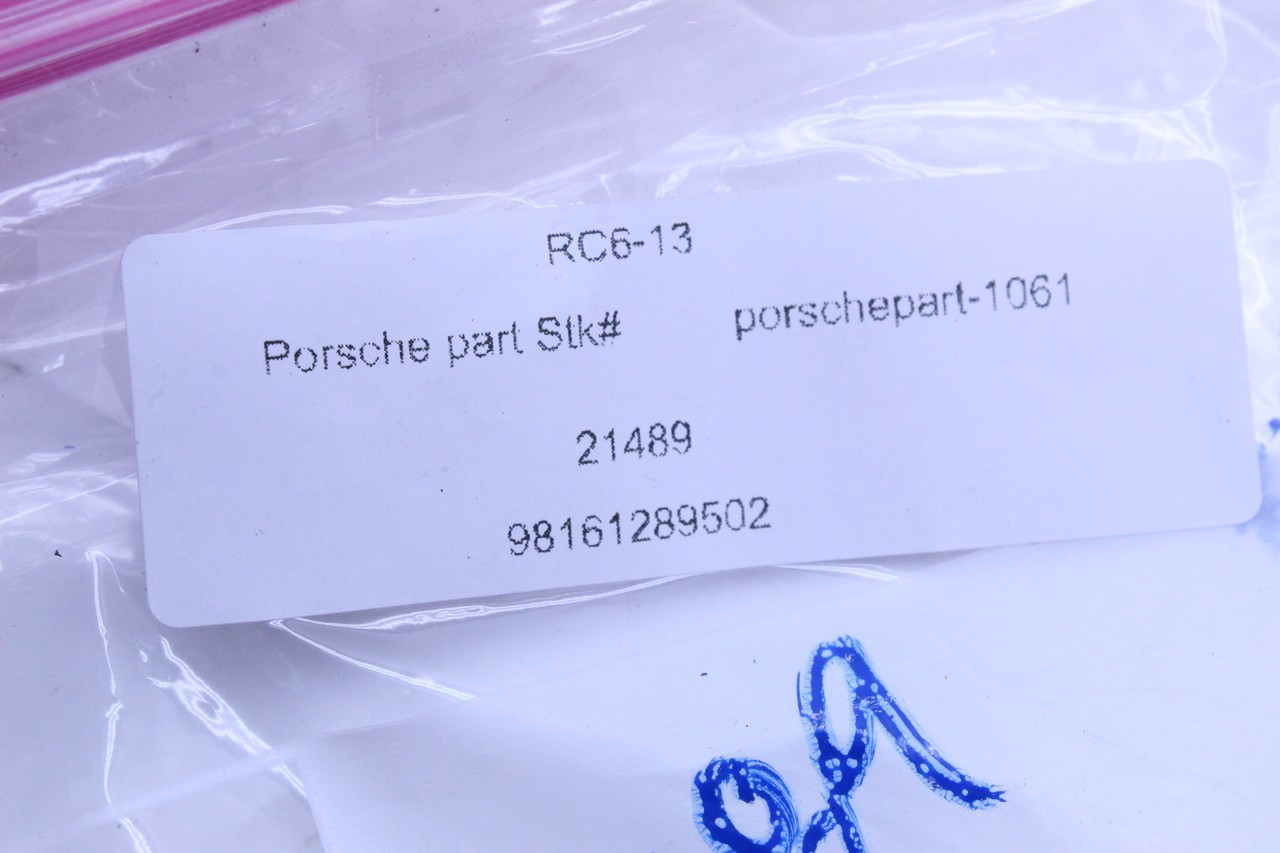 RC6-13
Porsche part Stk# porschepart-1061
21489
98161289502